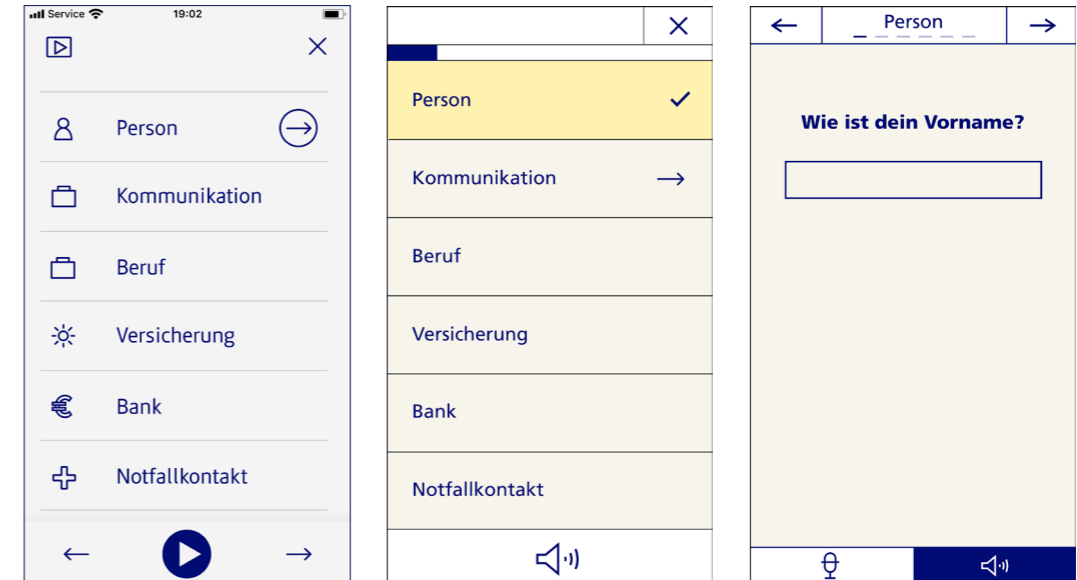 Service
19:02
Person
Kommunikation
Beruf
Versicherung
Bank
Notfallkontakt
Person
Kommunikation
Beruf
Versicherung
Bank
Notfallkontakt
Person
Wie ist dein Vorname?